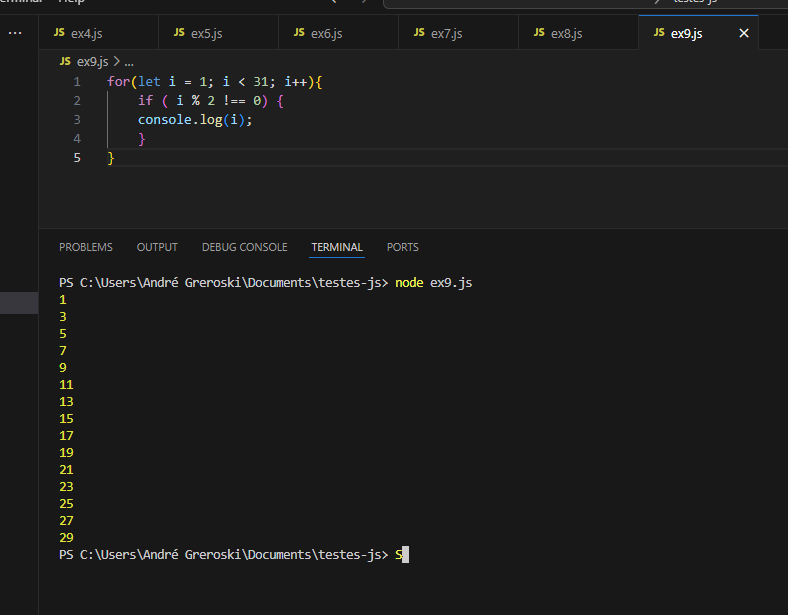 Help
testes-js
... JS ex4.js JS ex5.js JS ex6.js JS ex7.js JS ex8.js JS ex9.js ×
JS ex9.js > ...
1 for(let i = 1; i < 31; i++){
2 if ( i % 2 !== 0) {
3 console.log(i);
4 }
5 }
PROBLEMS OUTPUT DEBUG CONSOLE TERMINAL PORTS
PS C:\Users\André Greroski\Documents\testes-js> node ex9.js
1
3
5
7
9
11
13
15
17
19
21
23
25
27
29
PS C:\Users\André Greroski\Documents\testes-js> S